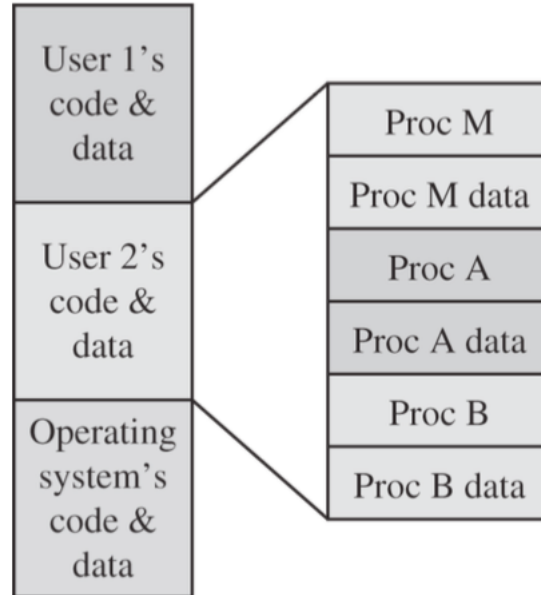 User 1's
code &
data
User 2's
code &
data
Operating
system's
code &
data
Proc M
Proc M data
Proc A
Proc A data
Proc B
Proc B data